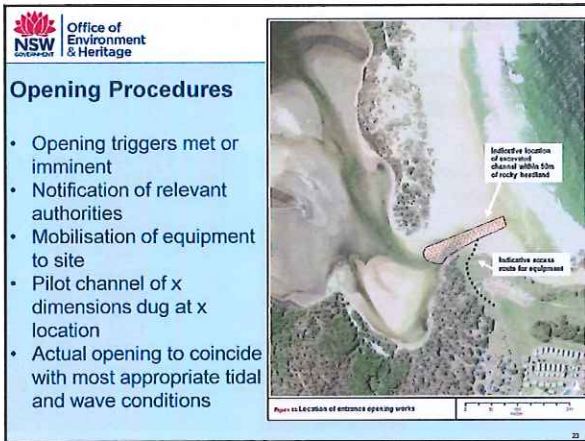 NSW
GOVERNMENT
Office of
Environment
& Heritage
Opening Procedures
• Opening triggers met or
imminent
• Notification of relevant
authorities
• Mobilisation of equipment
to site
• Pilot channel of x
dimensions dug at x
location
• Actual opening to coincide
with most appropriate tidal
and wave conditions
Indicative location
of excavated
channel within 50m
of rocky headland
Indicative access
route for equipment
Location of entrance opening works
23